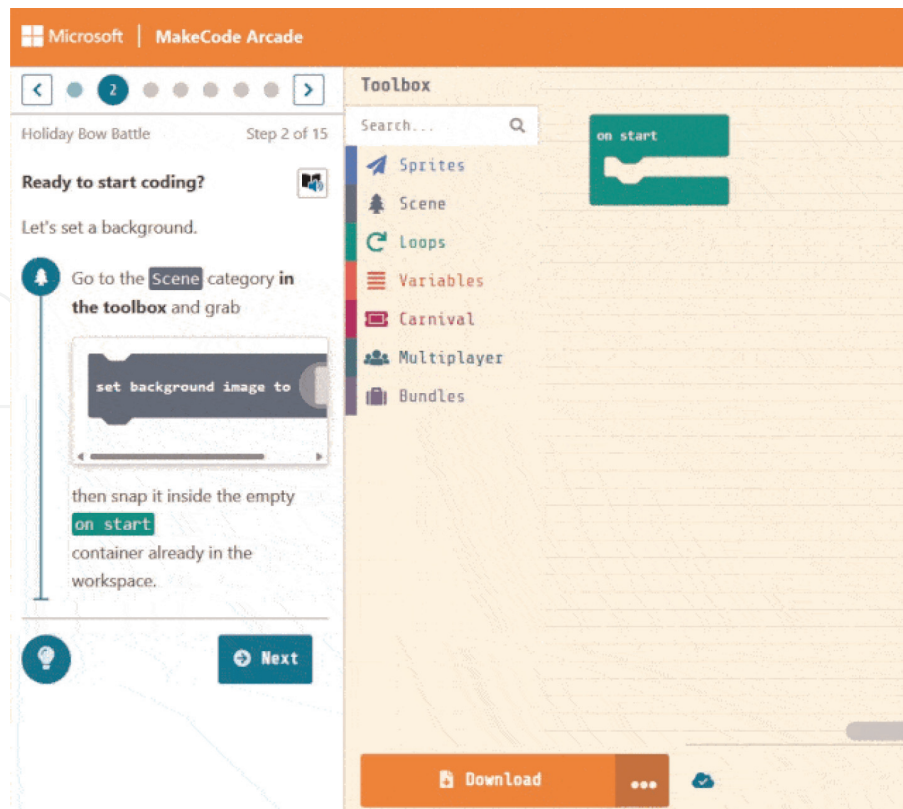 Microsoft | MakeCode Arcade
2
Holiday Bow Battle
Step 2 of 15
Ready to start coding?
Let's set a background.
Go to the Scene category in
the toolbox and grab
set background image to
then snap it inside the empty
on start
container already in the
workspace.
Next
Toolbox
Search...
Sprites
Scene
Loops
Variables
Carnival
Multiplayer
Bundles
on start
Download